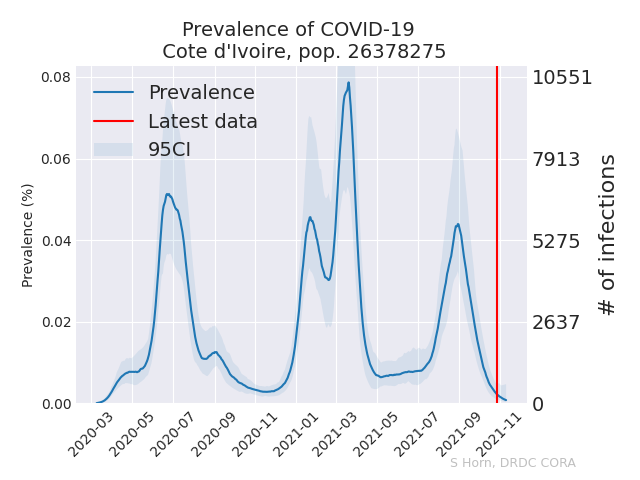 Prevalence of COVID-19
Cote d'Ivoire, pop. 26378275
Prevalence
Latest data
95CI
Prevalence (%)
0.08
0.06
0.04
0.02
0.00
10551
7913
5275
2637
0
# of infections
2020-03
2020-05
2020-07
2020-09
2020-11
2021-01
2021-03
2021-05
2021-07
2021-09
2021-11
S Horn, DRDC CORA